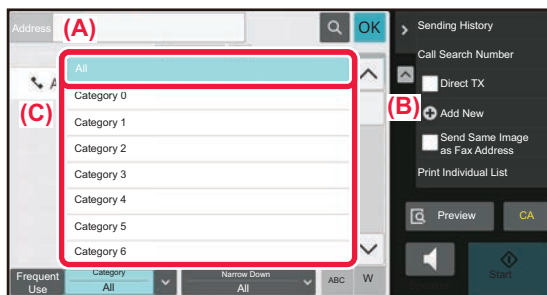 Address
(A)
OK
All
A
(C)
Category 0
Category 1
Category 2
Category 3
Category 4
Category 5
Category 6
Frequent
Use
Category
All
Narrow Down
All
ABC
W
Sending History
Call Search Number
Direct TX
(B)
Add New
Send Same Image
as Fax Address
Print Individual List
Preview
CA
Start